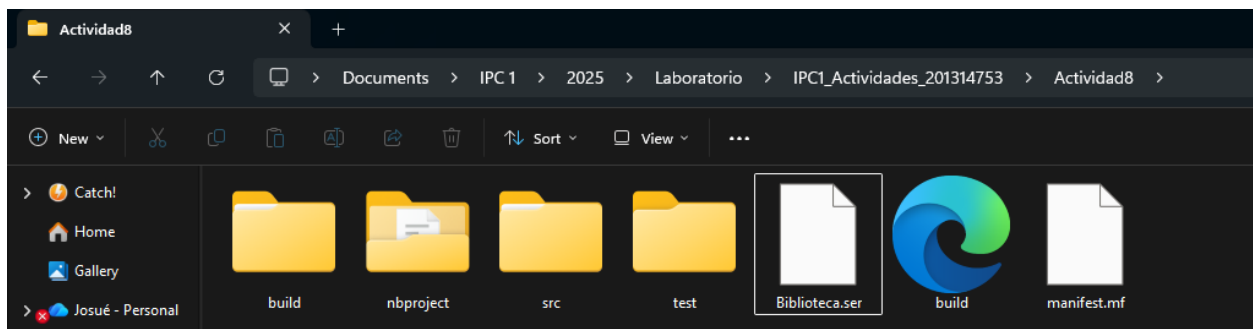 Actividad8
Documents > IPC 1 > 2025 > Laboratorio > IPC1_Actividades_201314753 > Actividad8 >
New Sort View ...
Catch!
Home
Gallery
Josué - Personal
build nbproject src test Biblioteca.ser build manifest.mf